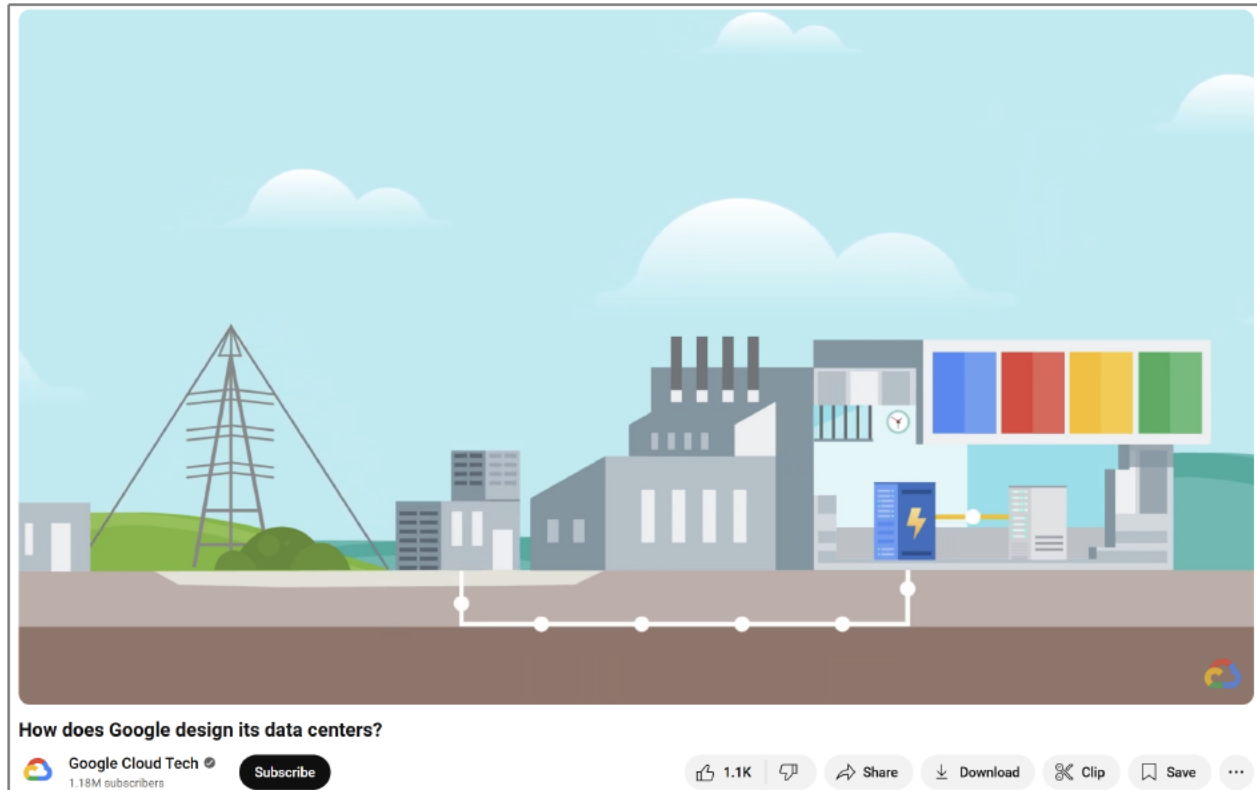 How does Google design its data centers?
Google Cloud Tech
1.18M subscribers
Subscribe
1.1K
Share
Download
Clip
Save